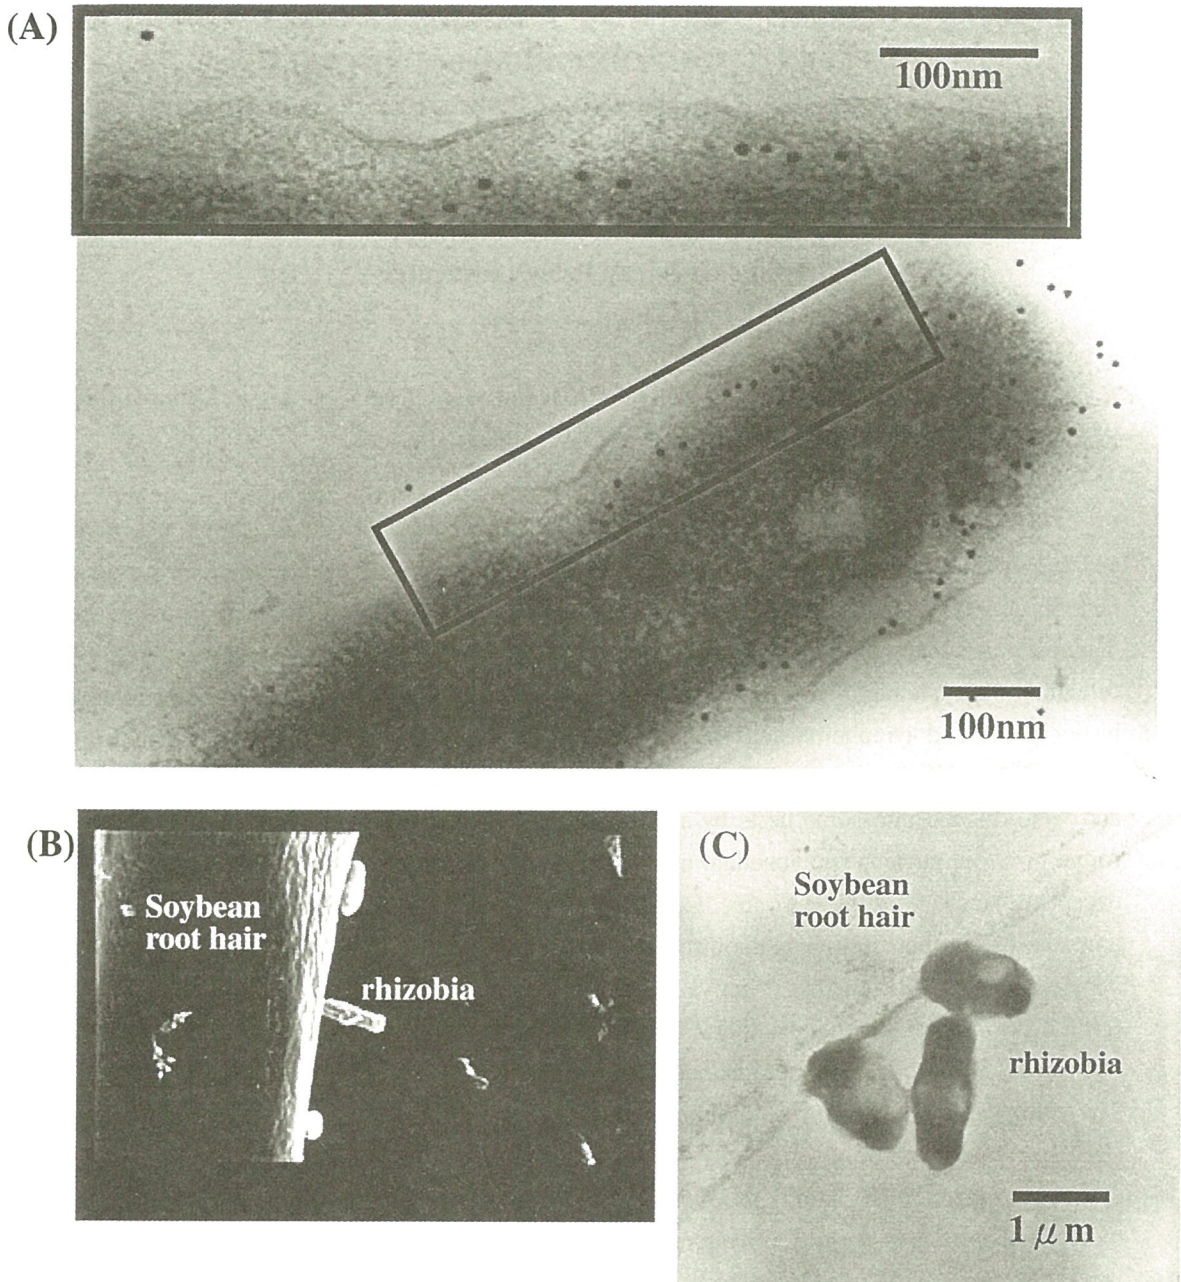 (A)
100nm
100nm
(B)
Soybean
root hair
rhizobia
(C)
Soybean
root hair
rhizobia
1 μm